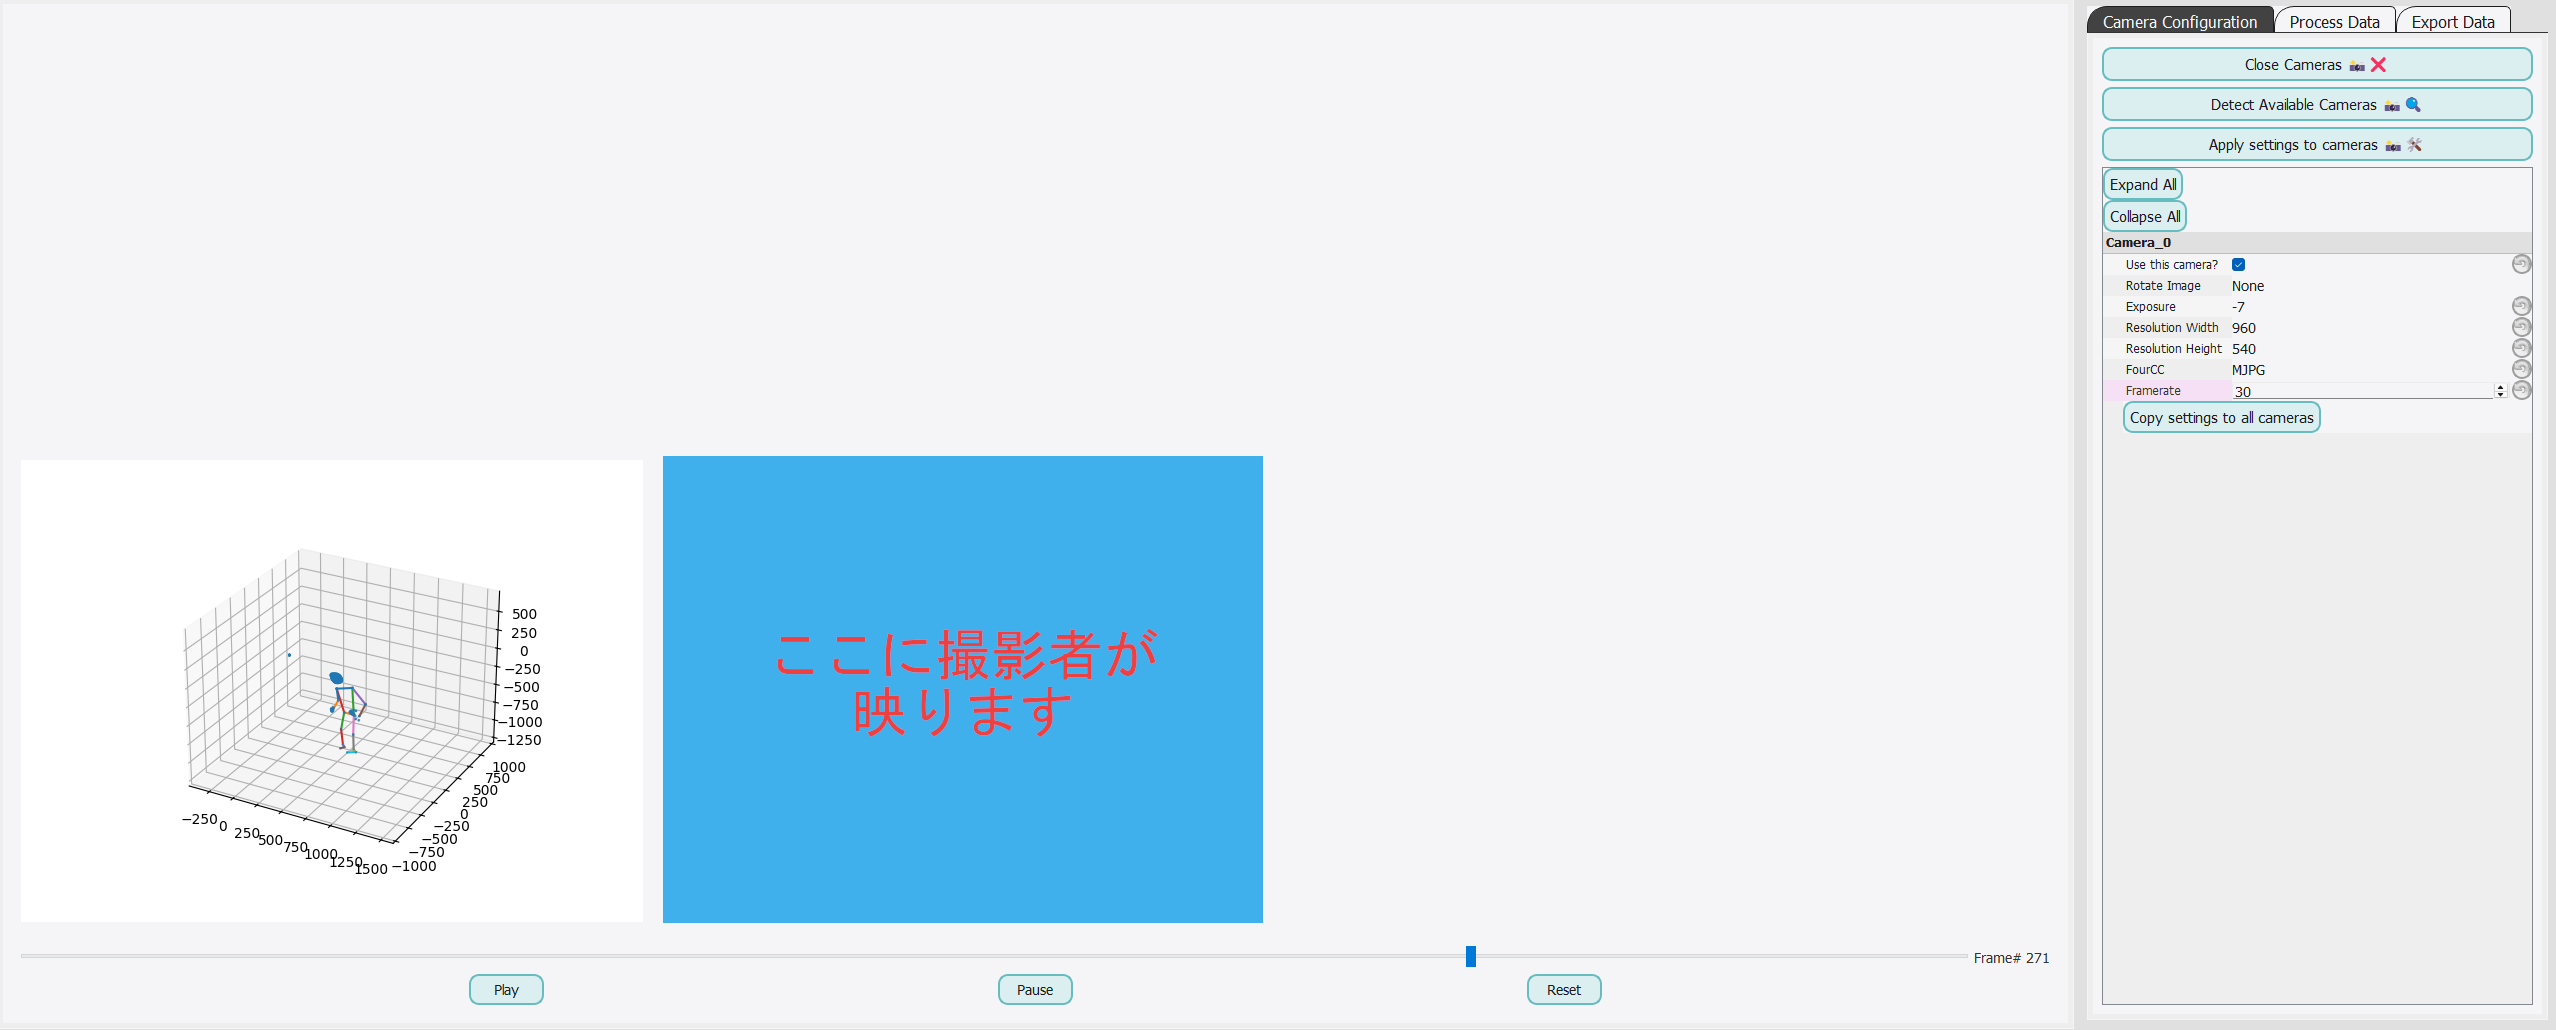 Camera Configuration
Process Data
Export Data
Close Cameras
Detect Available Cameras
Apply settings to cameras
Expand All
Collapse All
Camera_0
Use this camera?
Rotate Image None
Exposure -7
Resolution Width 960
Resolution Height 540
FourCC MJPG
Framerate 30
Copy settings to all cameras
500
250
0
−250
−500
−750
−1000
−1250
1000
750
500
250
0
−250
−500
−750
−1000
−250
0
250
500
750
1000
1250
1500
ここに撮影者が
映ります
Frame# 271
Play
Pause
Reset